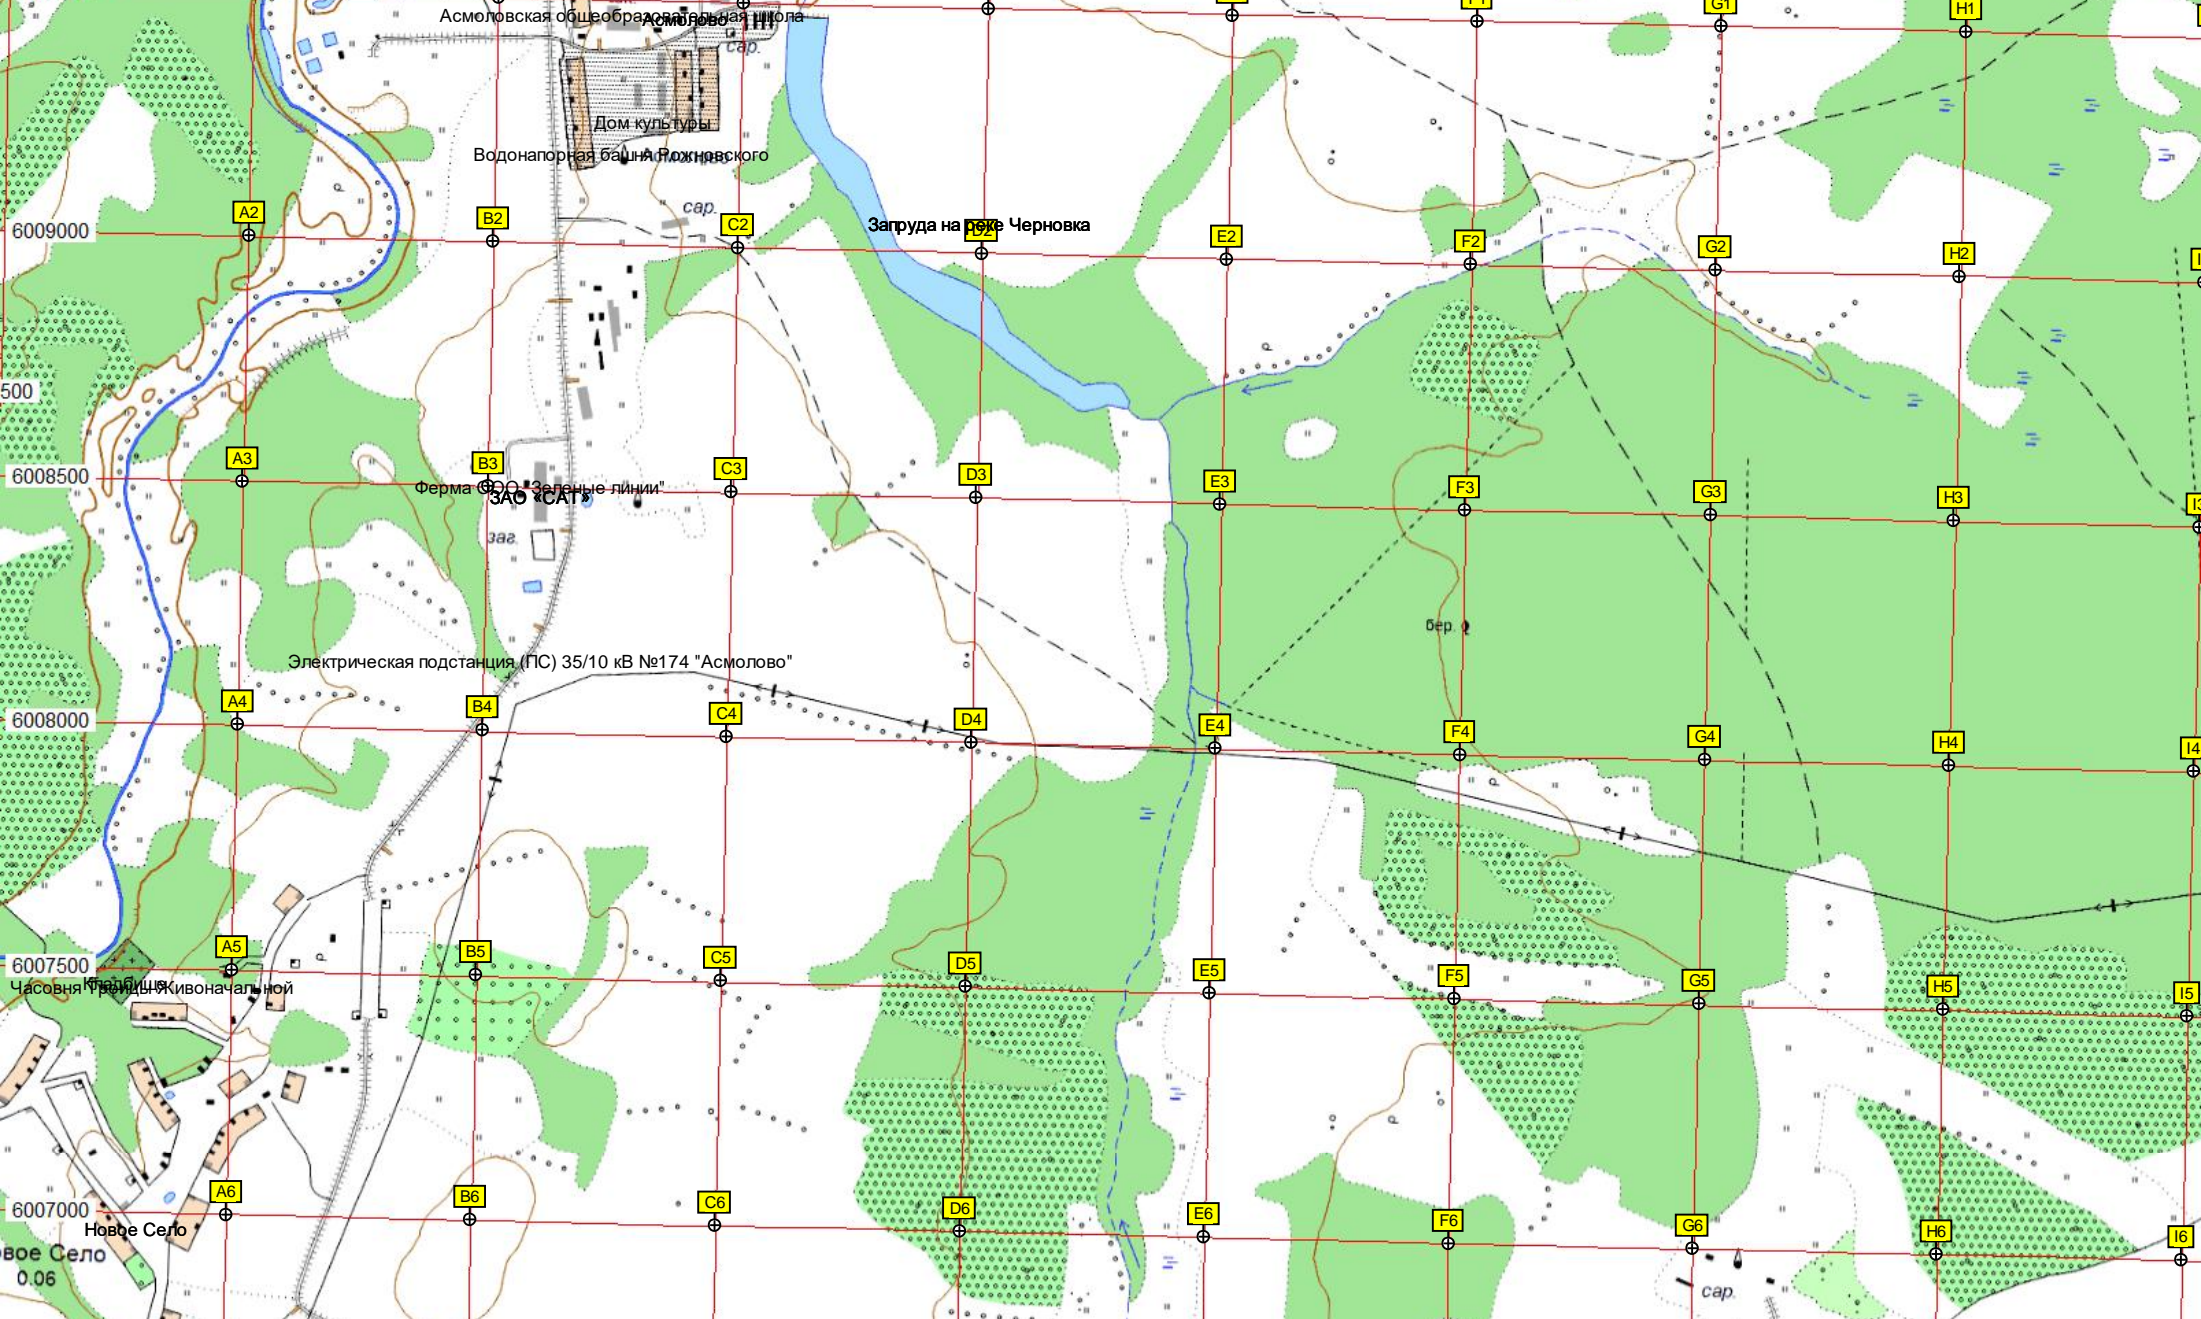 G1
H1
Асмоловская общеобразовательная школа
Асмолово
сар.
Дом культуры
Водонапорная башня Рожновского
сар.
A2
B2
C2
D2
E2
F2
G2
H2
6009000
Запруда на реке Черновка
500
A3
B3
C3
D3
E3
F3
G3
H3
I3
6008500
Ферма ООО "Зеленые линии"
ЗАО «САТ»
заг.
бер.
Электрическая подстанция (ПС) 35/10 кВ №174 "Асмолово"
A4
B4
C4
D4
E4
F4
G4
H4
I4
6008000
A5
B5
C5
D5
E5
F5
G5
H5
I5
6007500
Кладбище
Часовня Троицы Живоначальной
A6
B6
C6
D6
E6
F6
G6
H6
I6
6007000
Новое Село
вое Село
0.06
сар.